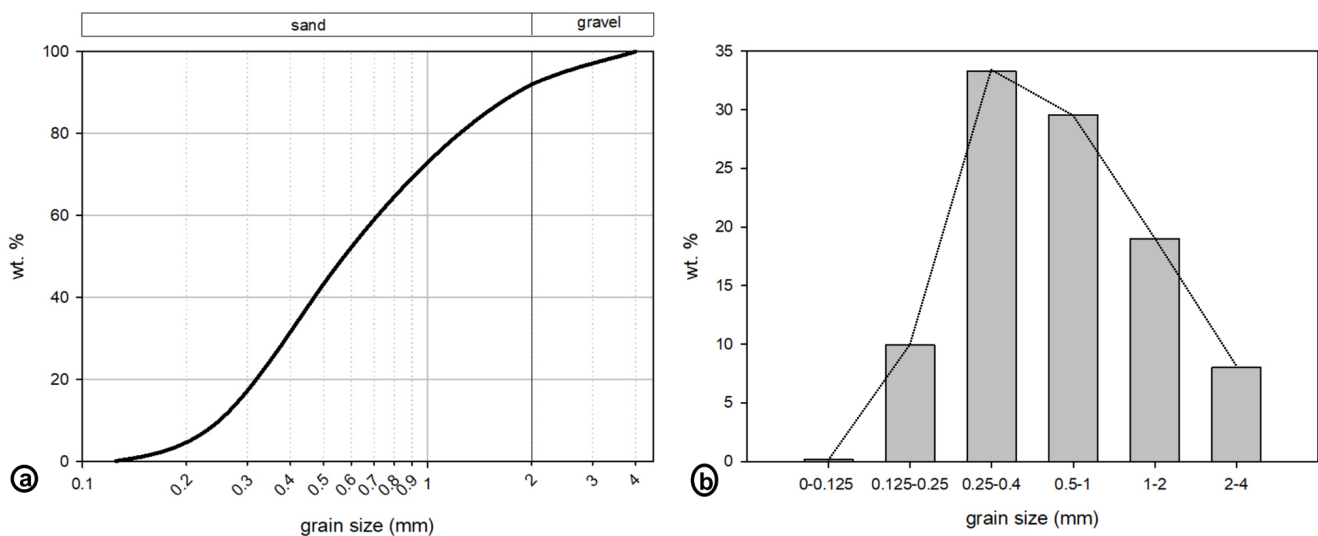 sand gravel
100
80
60
40
20
0
wt. %
0.1 0.2 0.3 0.4 0.5 0.6 0.7 0.8 0.9 1 2 3 4
grain size (mm)
a
35
30
25
20
15
10
5
0
wt. %
0-0.125 0.125-0.25 0.25-0.4 0.5-1 1-2 2-4
grain size (mm)
b